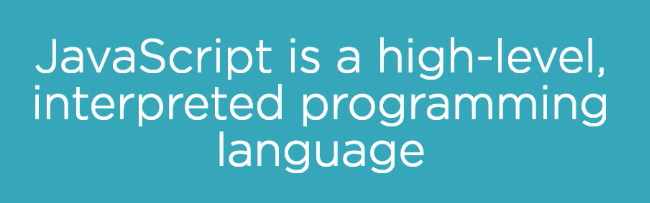 JavaScript is a high-level,
interpreted programming
language